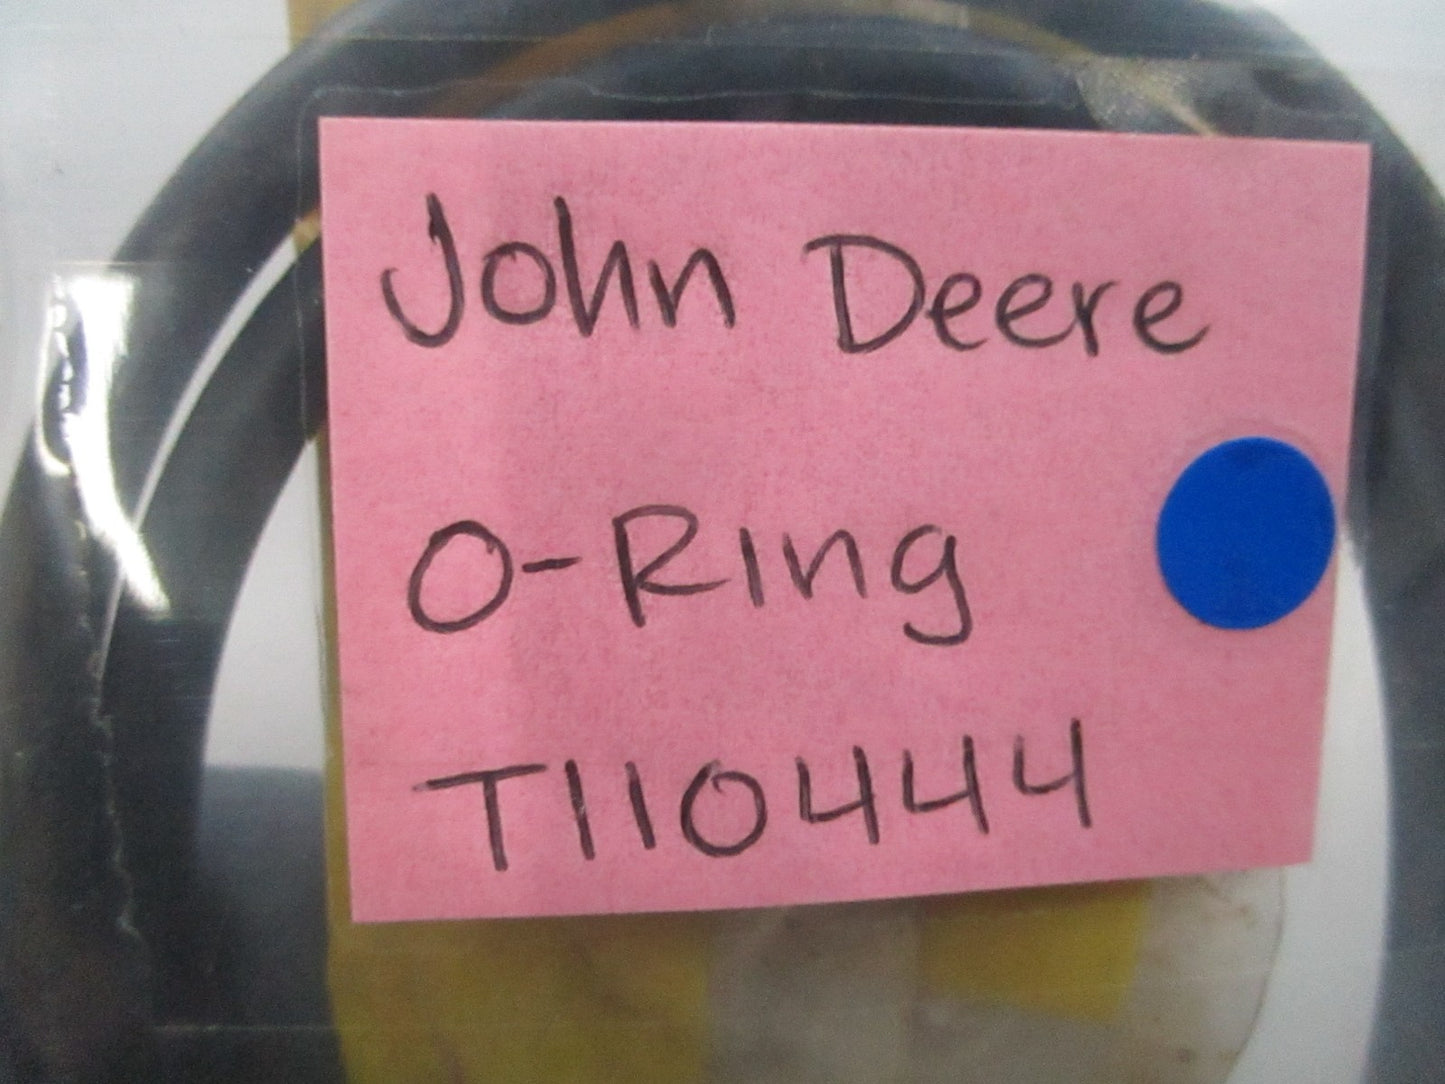 John Deere
O-Ring
T110444